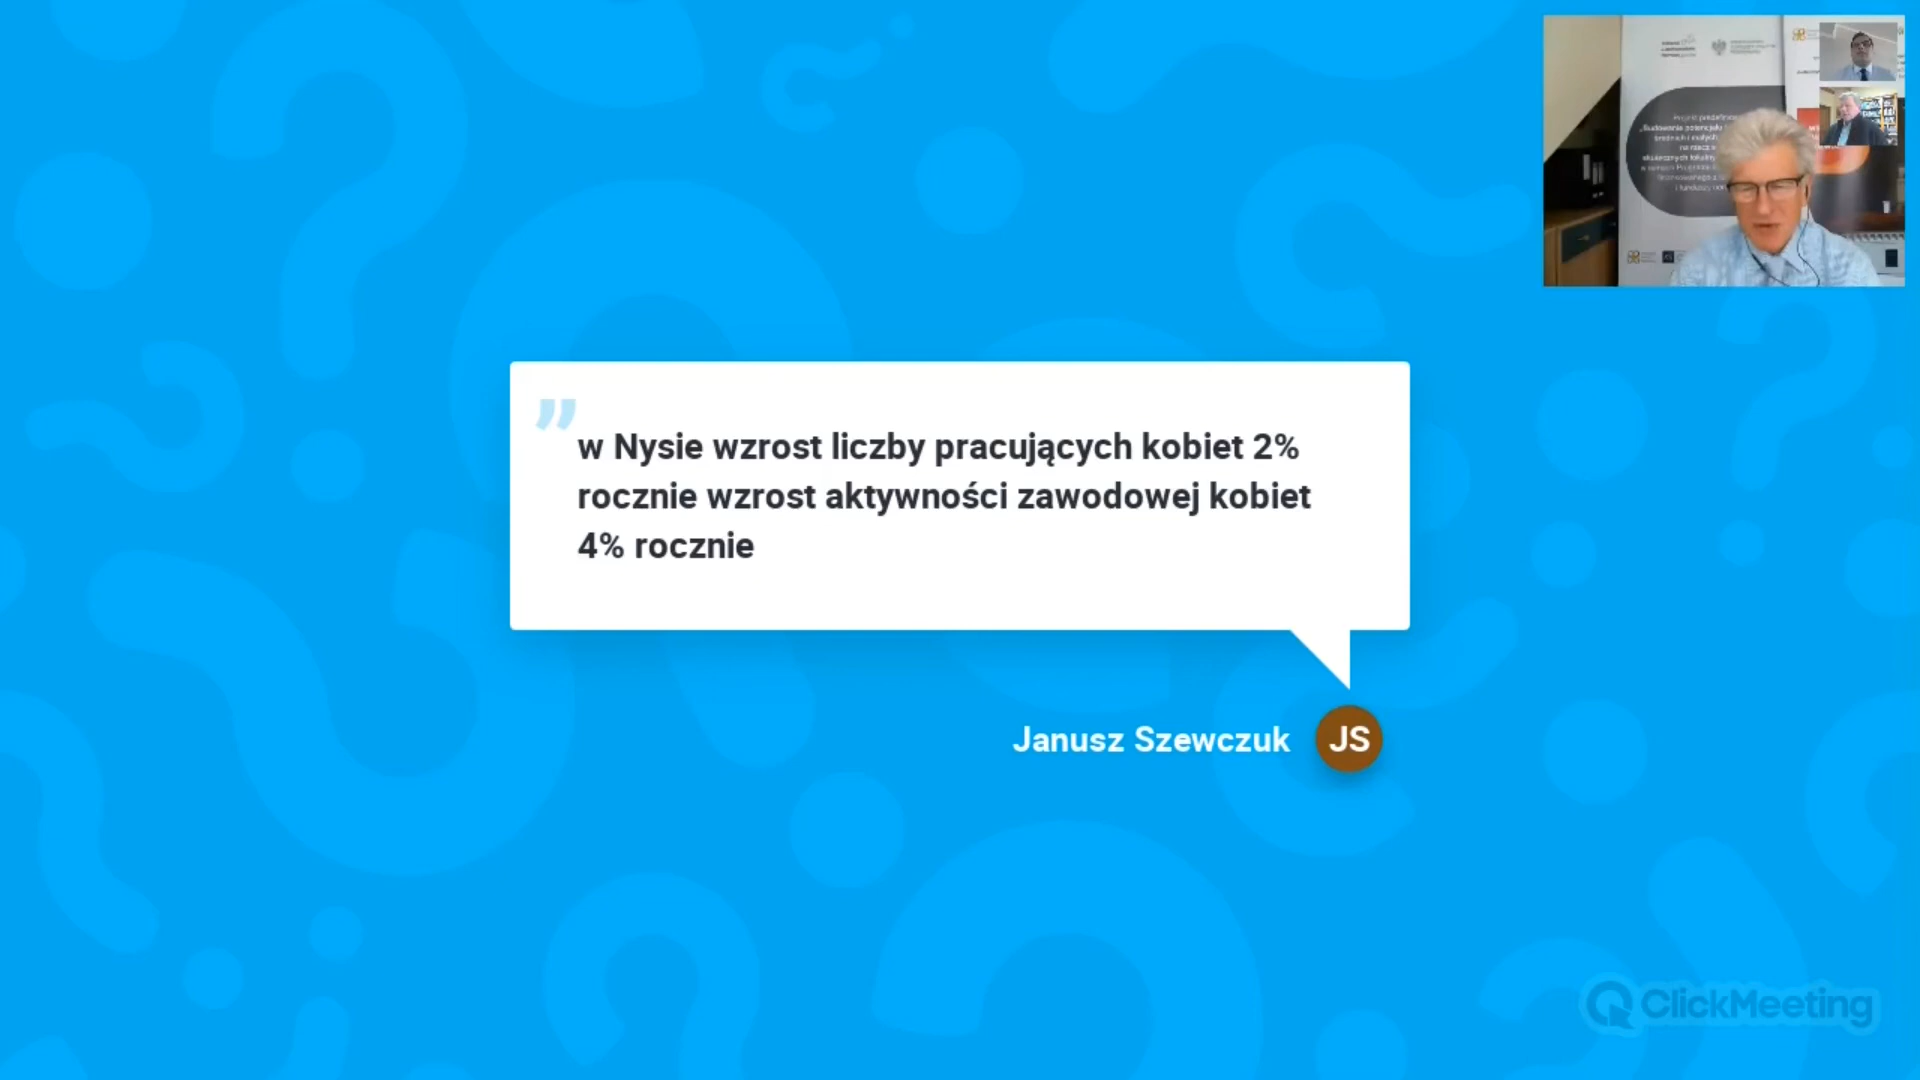 ”
w Nysie wzrost liczby pracujących kobiet 2%
rocznie wzrost aktywności zawodowej kobiet
4% rocznie
Janusz Szewczuk
JS
ClickMeeting